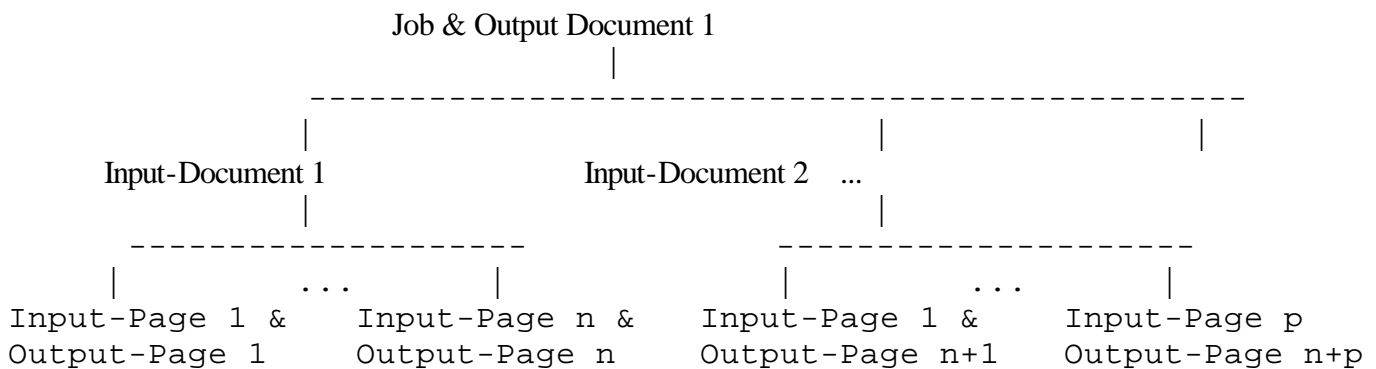 Job & Output Document 1
|
-----------------------------------------------
| | |
Input-Document 1 Input-Document 2 ...
| |
-------------------- ---------------------
| ... | | ... |
Input-Page 1 & Input-Page n & Input-Page 1 & Input-Page p
Output-Page 1 Output-Page n Output-Page n+1 Output-Page n+p